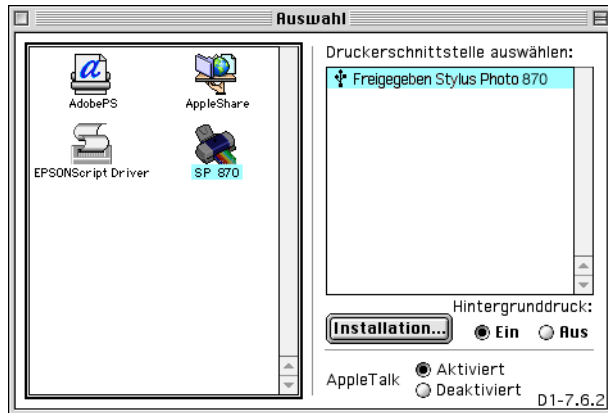 Auswahl
AdobePS
AppleShare
EPSONScript Driver
SP 870
Druckerschnittstelle auswählen:
Freigegeben Stylus Photo 870
Hintergrunddruck:
Installation...
Ein
Aus
AppleTalk
Aktiviert
Deaktiviert
D1-7.6.2